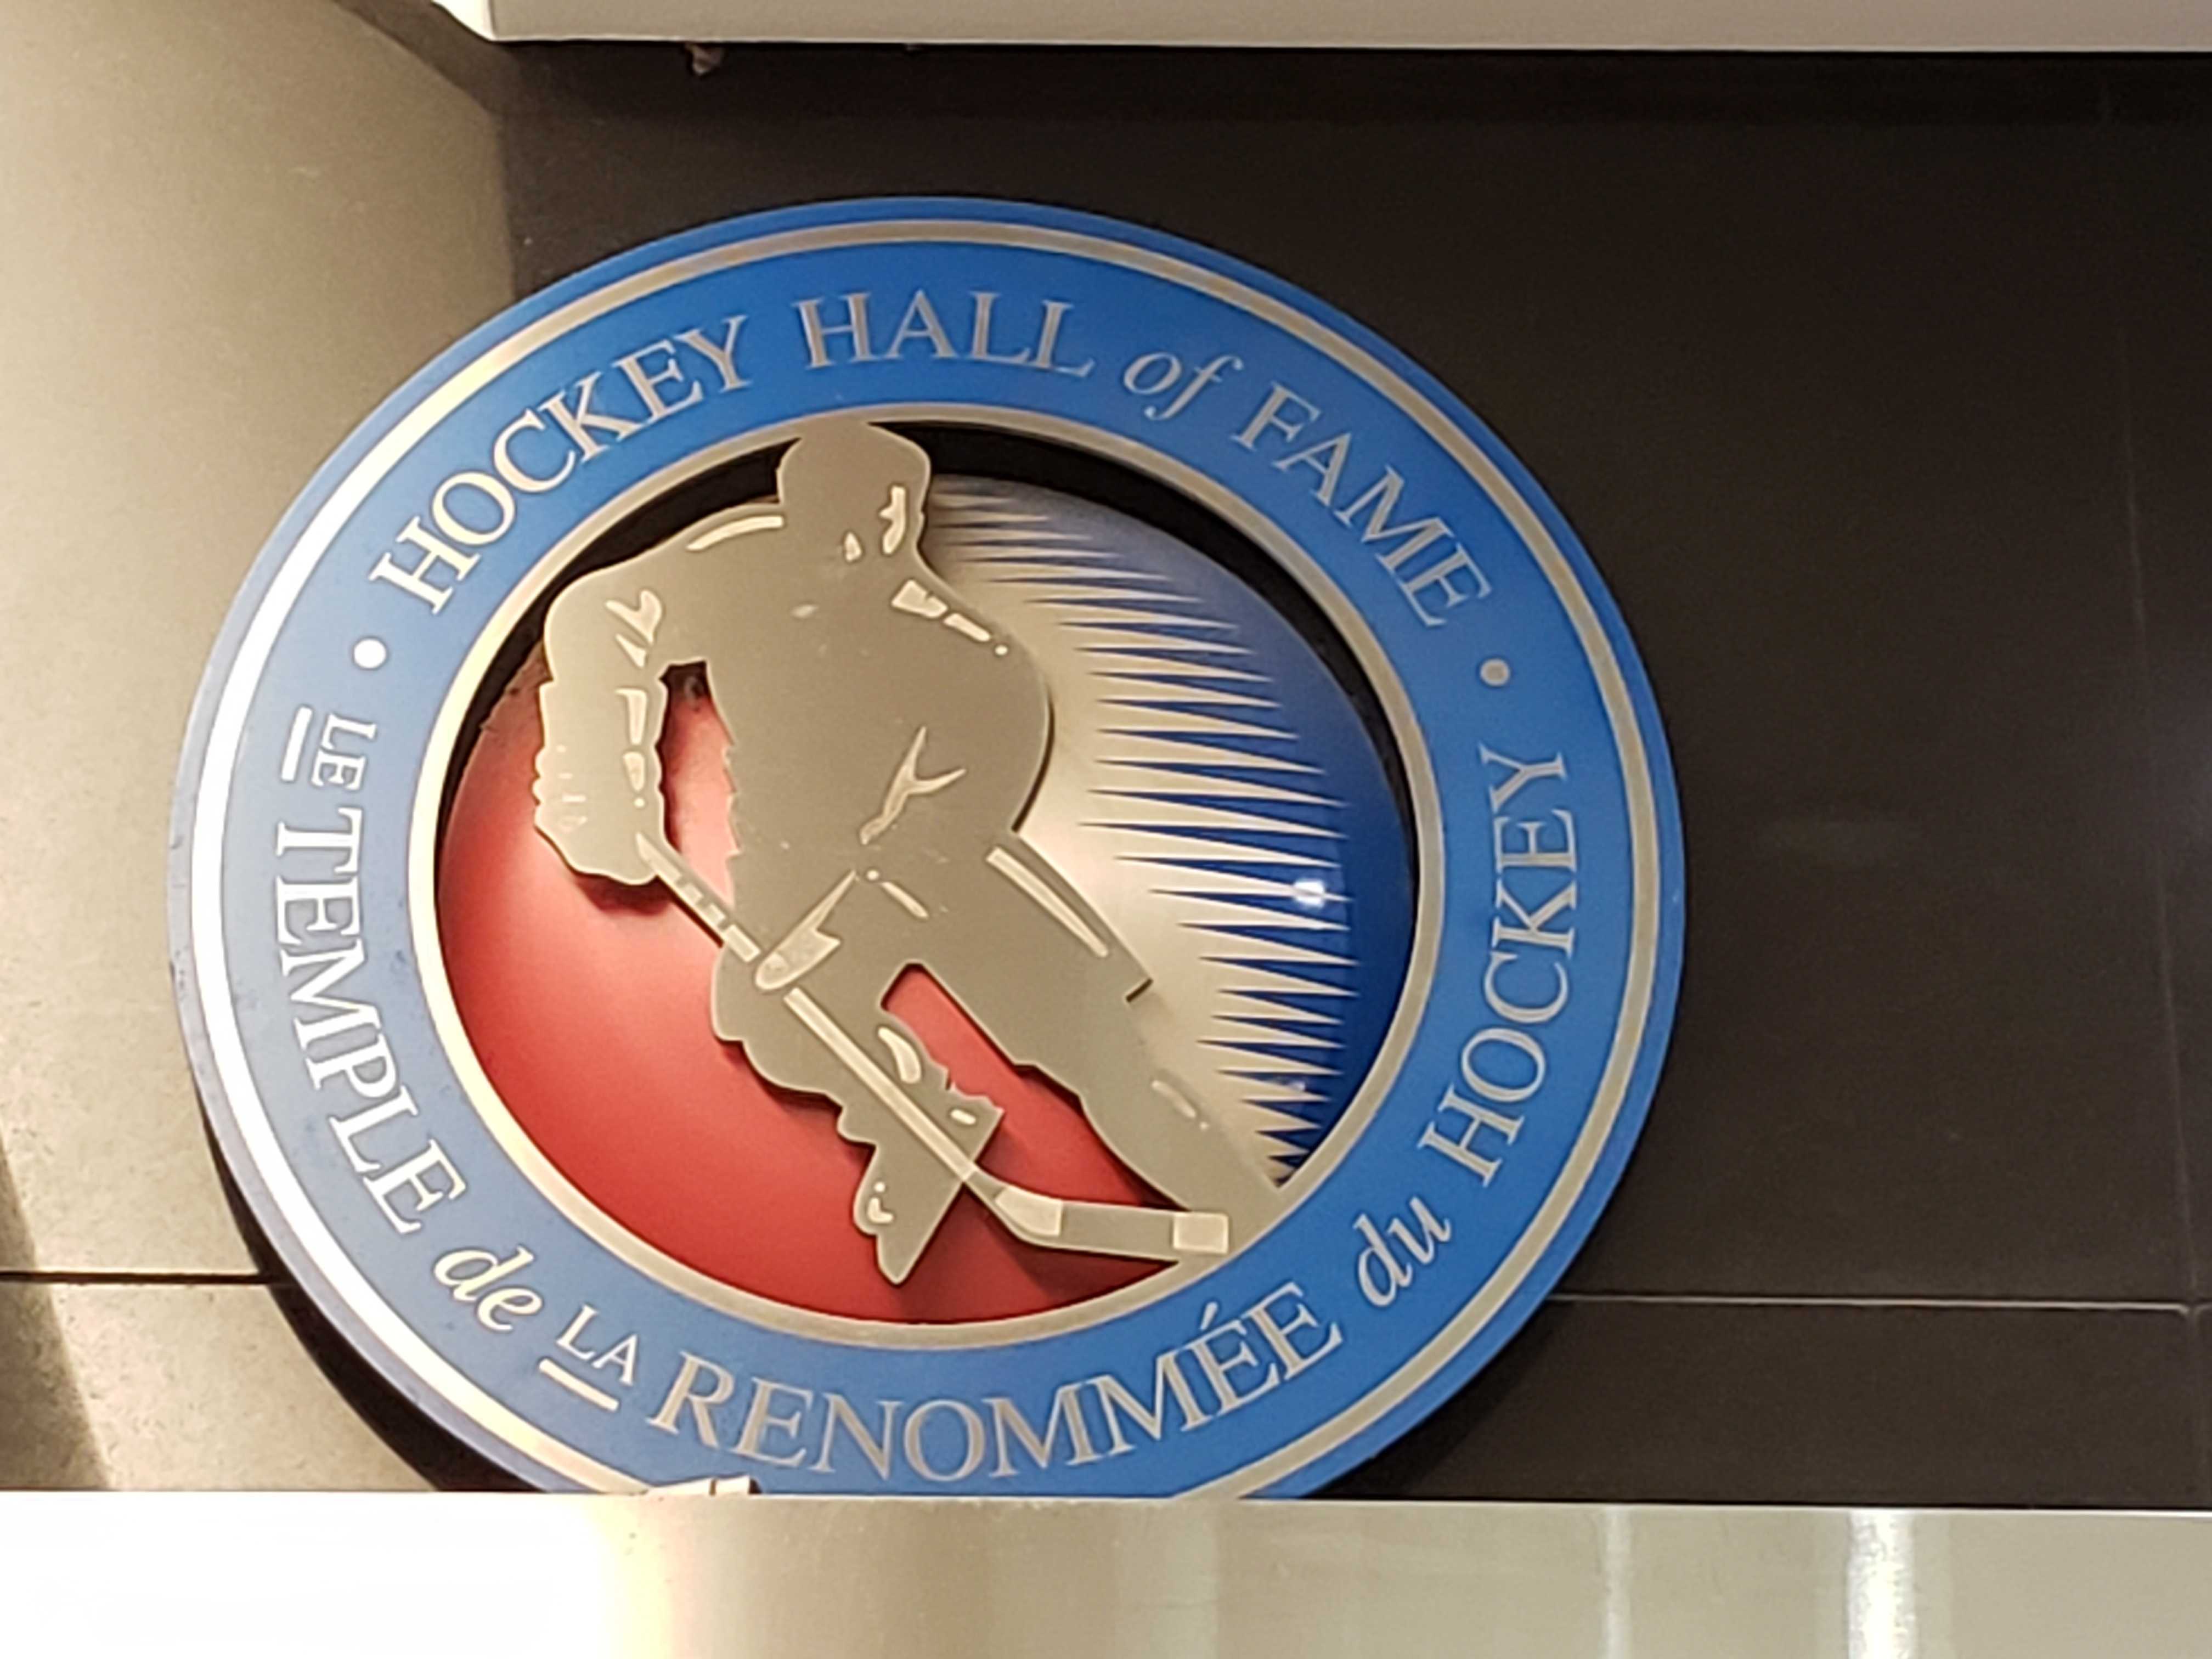 HOCKEY HALL of FAME
LE TEMPLE de LA RENOMMÉE du HOCKEY